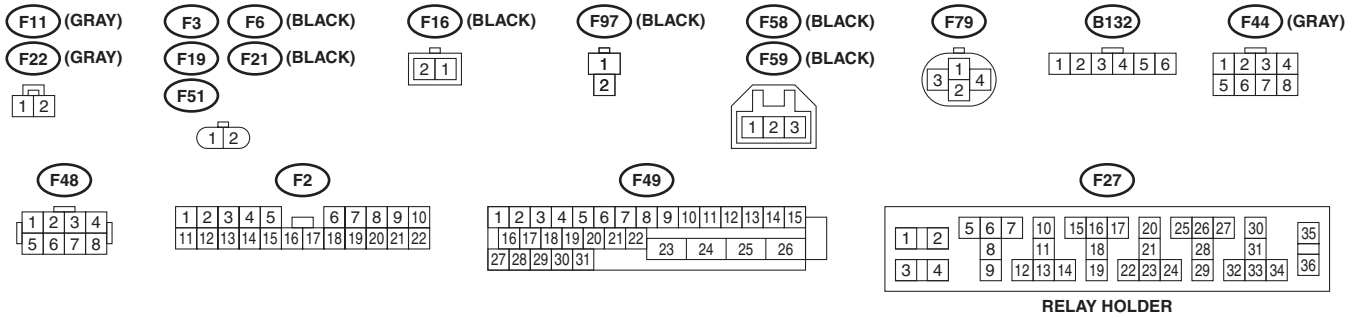 F11 (GRAY) F3 F6 (BLACK) F16 (BLACK) F97 (BLACK) F58 (BLACK) F79 B132 F44 (GRAY)
F22 (GRAY) F19 F21 (BLACK) F59 (BLACK)
F51
1 2
1 2
2 1
1
2
1 2 3
1
3 4
2
1 2 3 4 5 6
1 2 3 4
5 6 7 8
F48 F2 F49 F27
1 2 3 4
5 6 7 8
1 2 3 4 5 6 7 8 9 10
11 12 13 14 15 16 17 18 19 20 21 22
1 2 3 4 5 6 7 8 9 10 11 12 13 14 15
16 17 18 19 20 21 22 23 24 25 26
27 28 29 30 31
5 6 7 10 15 16 17 20 25 26 27 30 35
1 2 8 11 18 21 28 31
3 4 9 12 13 14 19 22 23 24 29 32 33 34 36
RELAY HOLDER